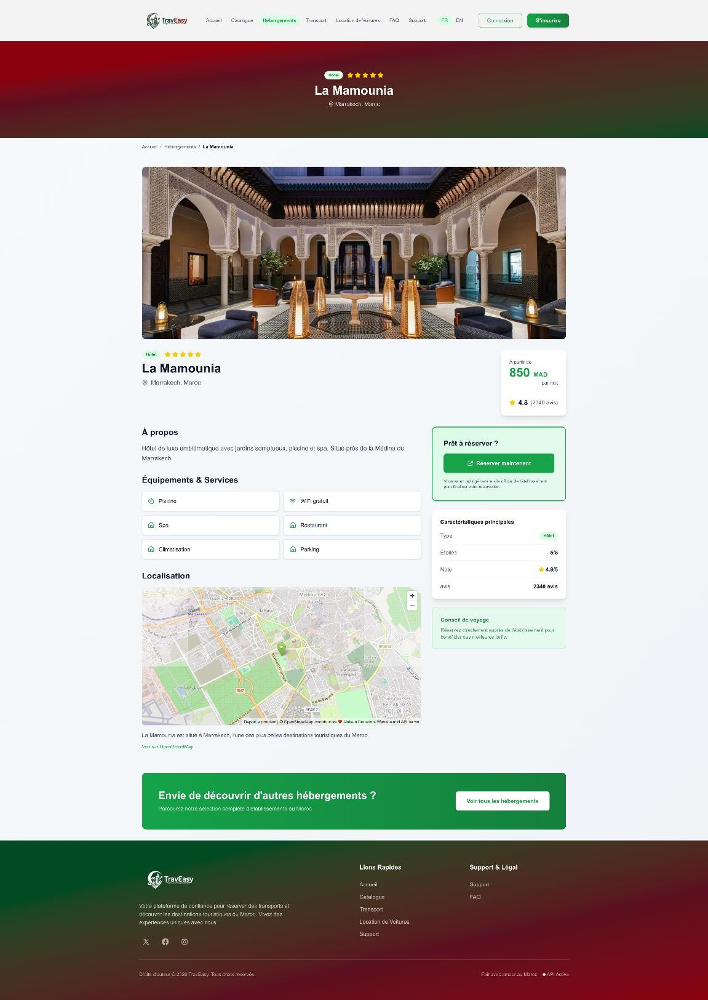 TravEasy
Accueil Catalogue Hébergements Transport Location de Voitures FAQ Support FR EN Connexion S'inscrire
Hôtel
La Mamounia
Marrakech, Maroc
Accueil / Hébergements / La Mamounia
Hôtel
La Mamounia
Marrakech, Maroc
À partir de
850 MAD
par nuit
4.8 (2340 avis)
À propos
Hôtel de luxe emblématique avec jardins somptueux, piscine et spa. Situé près de la Médina de
Marrakech.
Équipements & Services
Piscine
WiFi gratuit
Spa
Restaurant
Climatisation
Parking
Prêt à réserver ?
Réserver maintenant
Vous serez redirigé vers le site officiel de l'établissement
pour finaliser votre réservation.
Caractéristiques principales
Type Hôtel
Étoiles 5/5
Note 4.8/5
avis 2340 avis
Conseil de voyage
Réservez directement auprès de l'établissement pour
bénéficier des meilleures tarifs.
Localisation
+
−
Marrakech
El Hara
RP2012
RN7
RP2017
Sidi Youssef
Report a problem | © OpenStreetMap contributors ♥ Make a Donation. Website and API terms
La Mamounia est situé à Marrakech, l'une des plus belles destinations touristiques du Maroc.
Voir sur OpenStreetMap
Envie de découvrir d'autres hébergements ?
Parcourez notre sélection complète d'établissements au Maroc
Voir tous les hébergements
TravEasy
Votre plateforme de confiance pour réserver des transports et
découvrir les destinations touristiques du Maroc. Vivez des
expériences uniques avec nous.
Liens Rapides
Accueil
Catalogue
Transport
Location de Voitures
Support
Support & Légal
Support
FAQ
Droits d'auteur © 2026 TravEasy. Tous droits réservés.
Fait avec amour au Maroc API Active